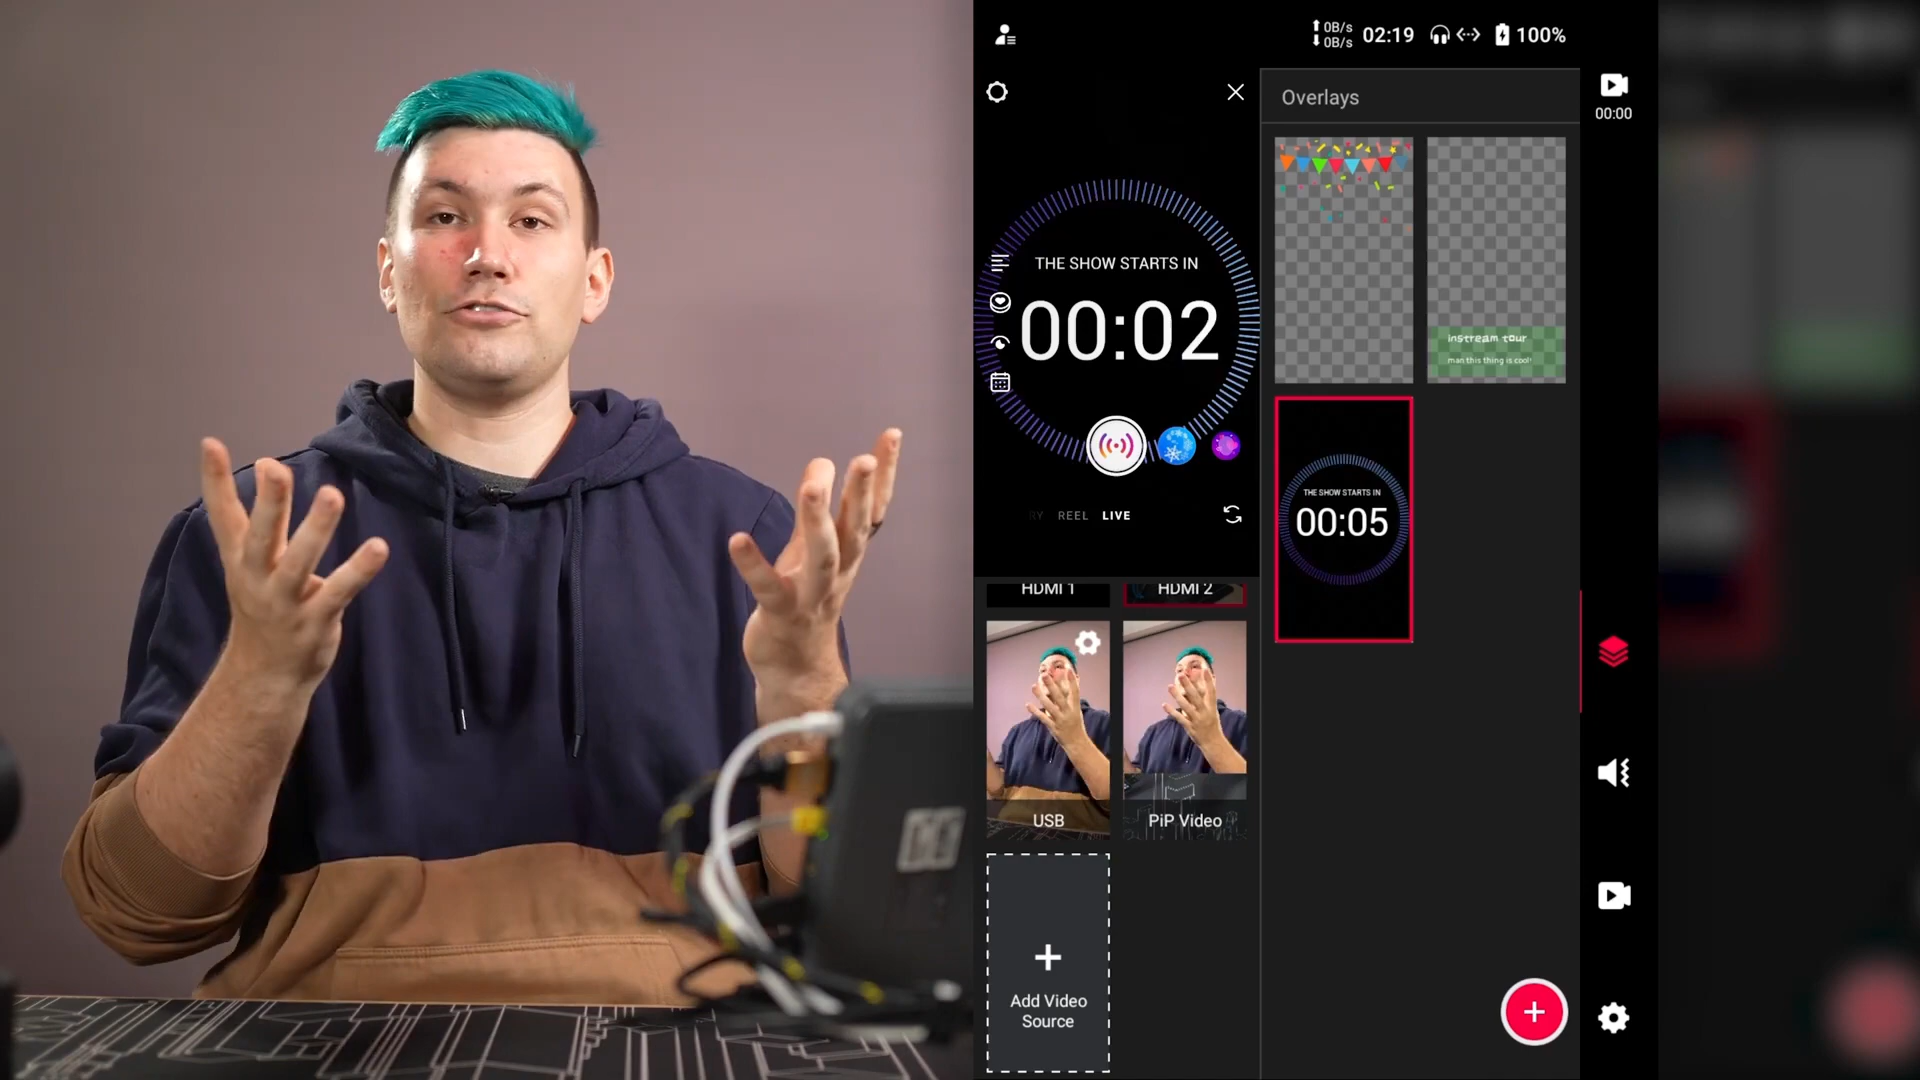 0B/s
0B/s
02:19
100%
Overlays
00:00
THE SHOW STARTS IN
00:02
instream tour
man this thing is cool!
THE SHOW STARTS IN
00:05
RY REEL LIVE
HDMI 1
HDMI 2
USB
PiP Video
Add Video
Source